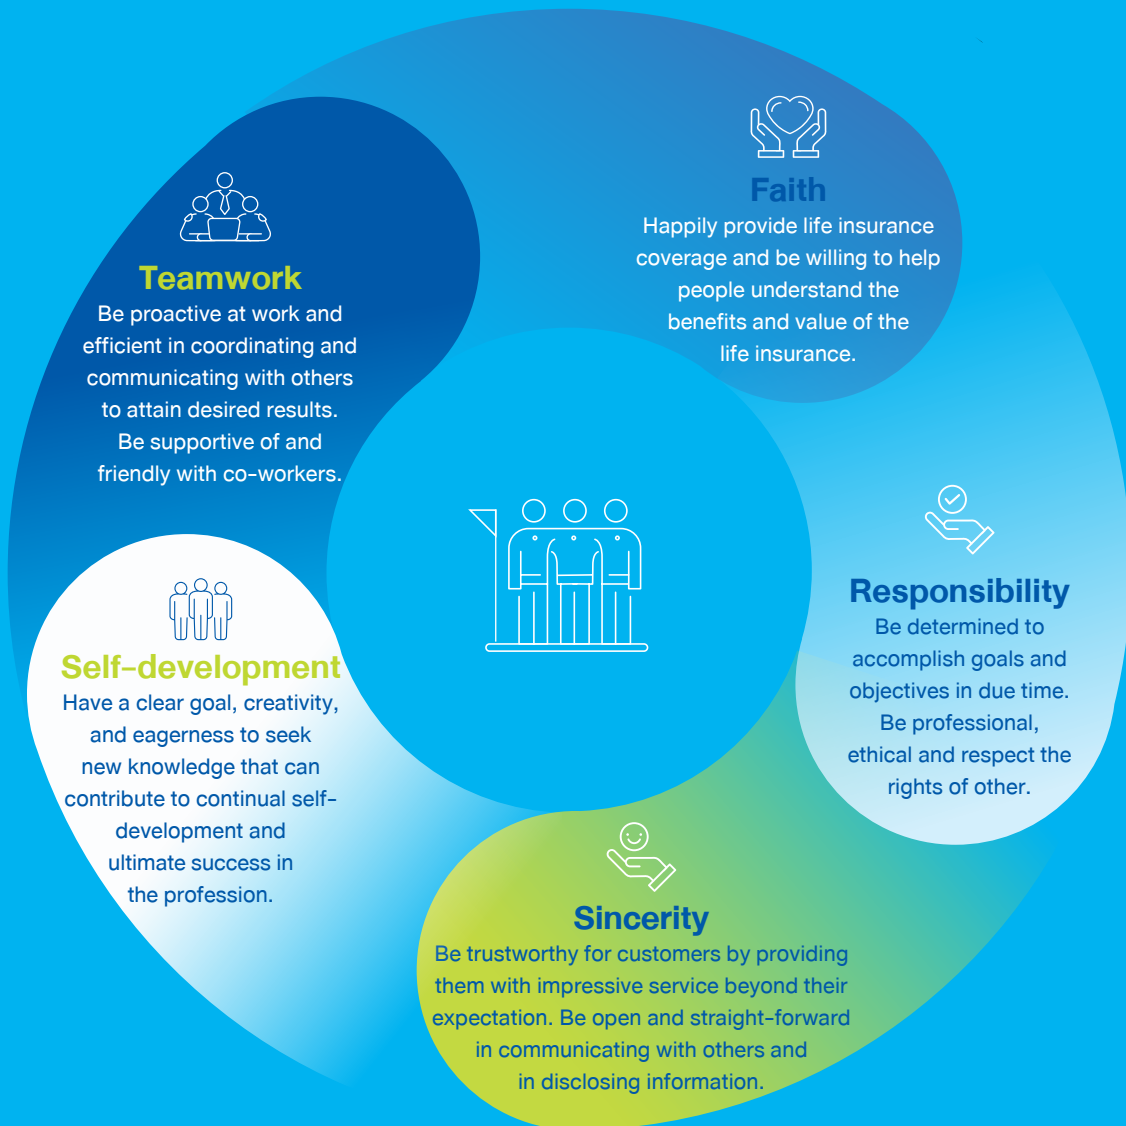 Faith
Happily provide life insurance
coverage and be willing to help
people understand the
benefits and value of the
life insurance.
Teamwork
Be proactive at work and
efficient in coordinating and
communicating with others
to attain desired results.
Be supportive of and
friendly with co-workers.
Responsibility
Be determined to
accomplish goals and
objectives in due time.
Be professional,
ethical and respect the
rights of other.
Self-development
Have a clear goal, creativity,
and eagerness to seek
new knowledge that can
contribute to continual self-
development and
ultimate success in
the profession.
Sincerity
Be trustworthy for customers by providing
them with impressive service beyond their
expectation. Be open and straight-forward
in communicating with others and
in disclosing information.